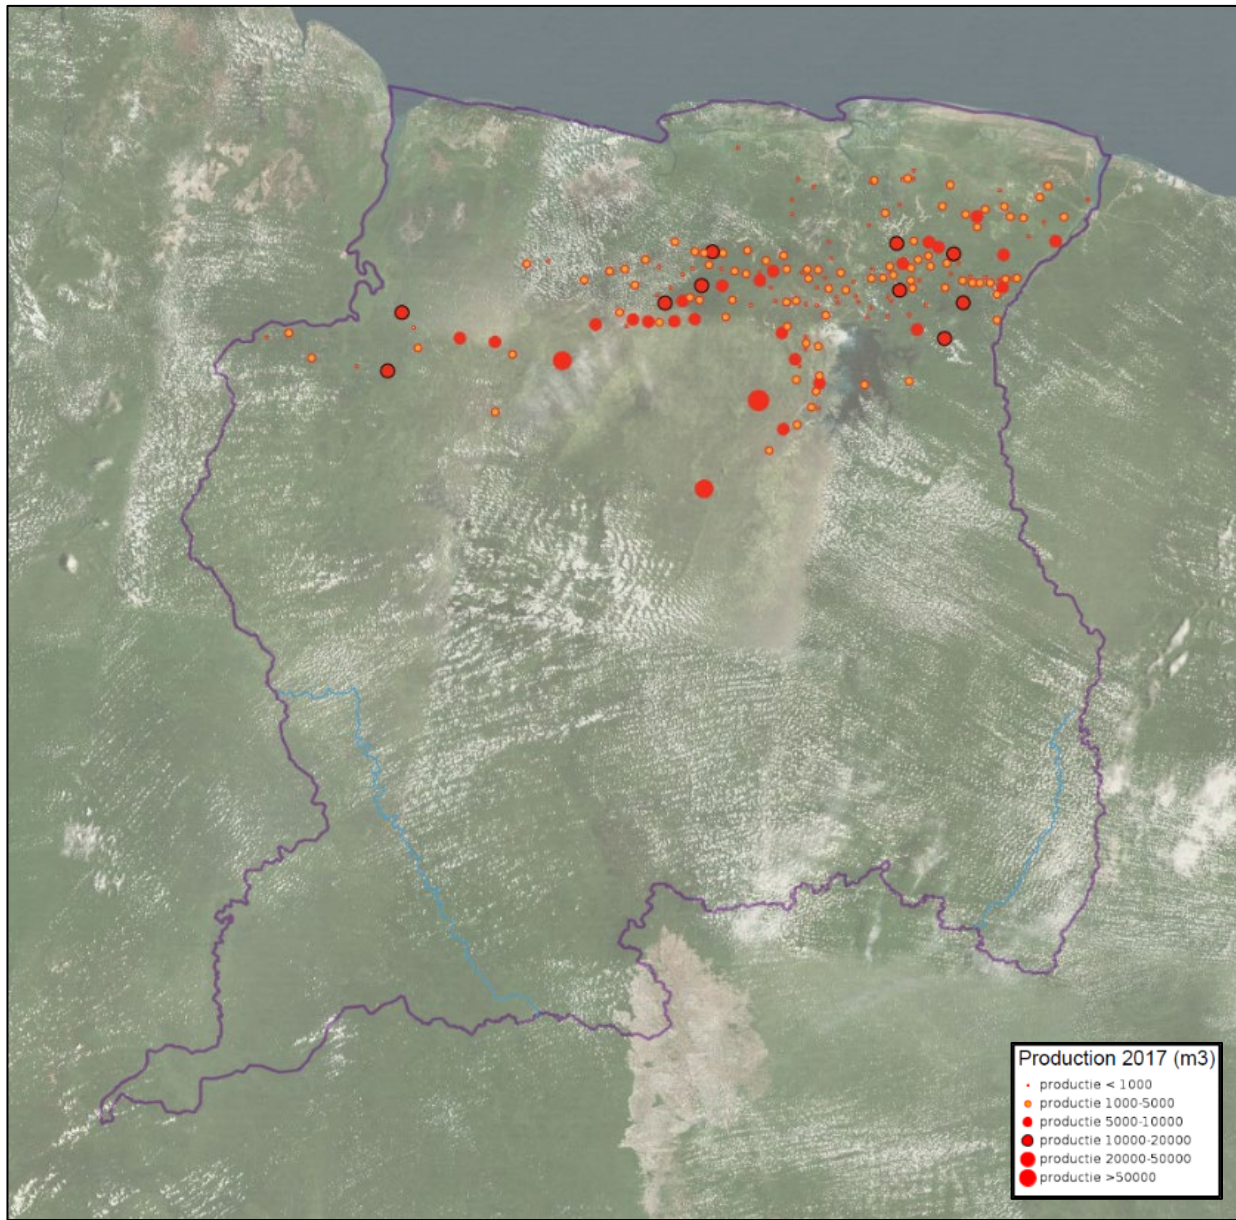 Production 2017 (m3)
productie < 1000
productie 1000-5000
productie 5000-10000
productie 10000-20000
productie 20000-50000
productie >50000